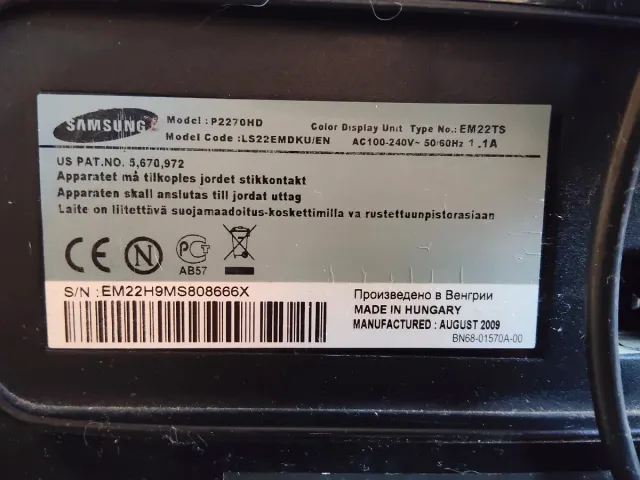 SAMSUNG
Model : P2270HD
Color Display Unit Type No.: EM22TS
Model Code :LS22EMDKU/EN
AC100-240V~ 50/60Hz 1.1A
US PAT.NO. 5,670,972
Apparatet må tilkoples jordet stikkontakt
Apparaten skall anslutas till jordat uttag
Laite on liitettävä suojamaadoitus-koskettimilla va rustettuunpistorasiaan
CE N PCT
AB57
S/N : EM22H9MS808666X
Произведено в Венгрии
MADE IN HUNGARY
MANUFACTURED : AUGUST 2009
BN68-01570A-00